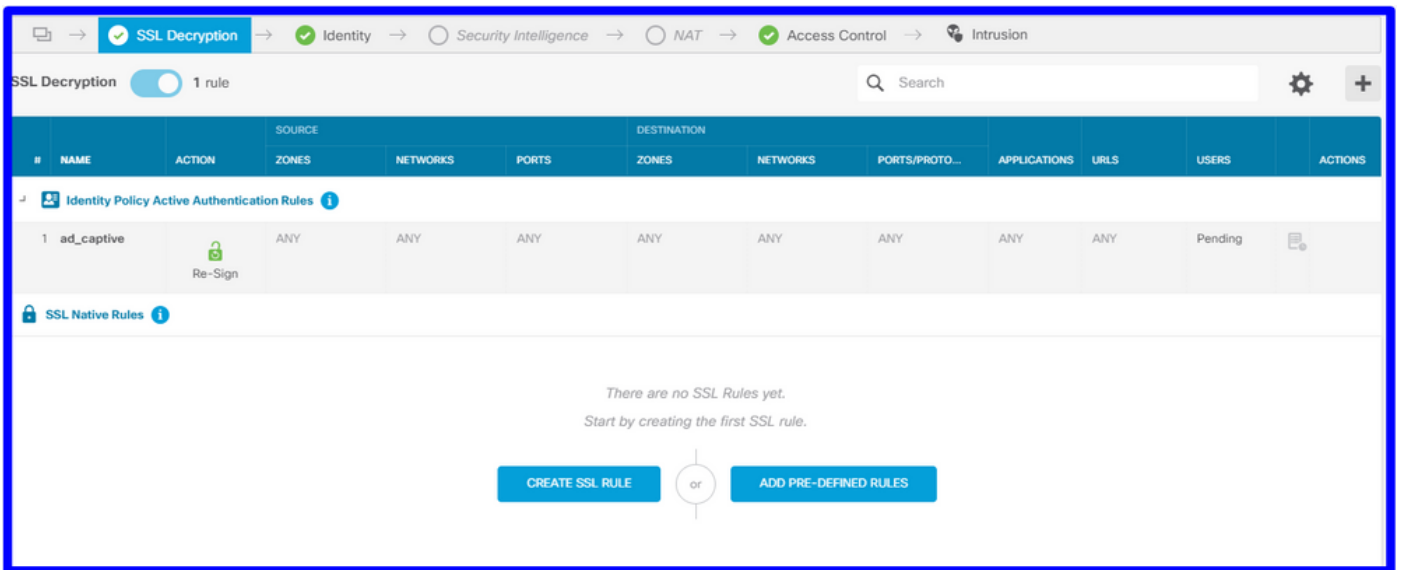 SSL Decryption Identity Security Intelligence NAT Access Control Intrusion
SSL Decryption 1 rule Search
SOURCE DESTINATION
# NAME ACTION ZONES NETWORKS PORTS ZONES NETWORKS PORTS/PROTO... APPLICATIONS URLS USERS ACTIONS
Identity Policy Active Authentication Rules
1 ad_captive ANY ANY ANY ANY ANY ANY ANY ANY Pending
Re-Sign
SSL Native Rules
There are no SSL Rules yet.
Start by creating the first SSL rule.
CREATE SSL RULE or ADD PRE-DEFINED RULES